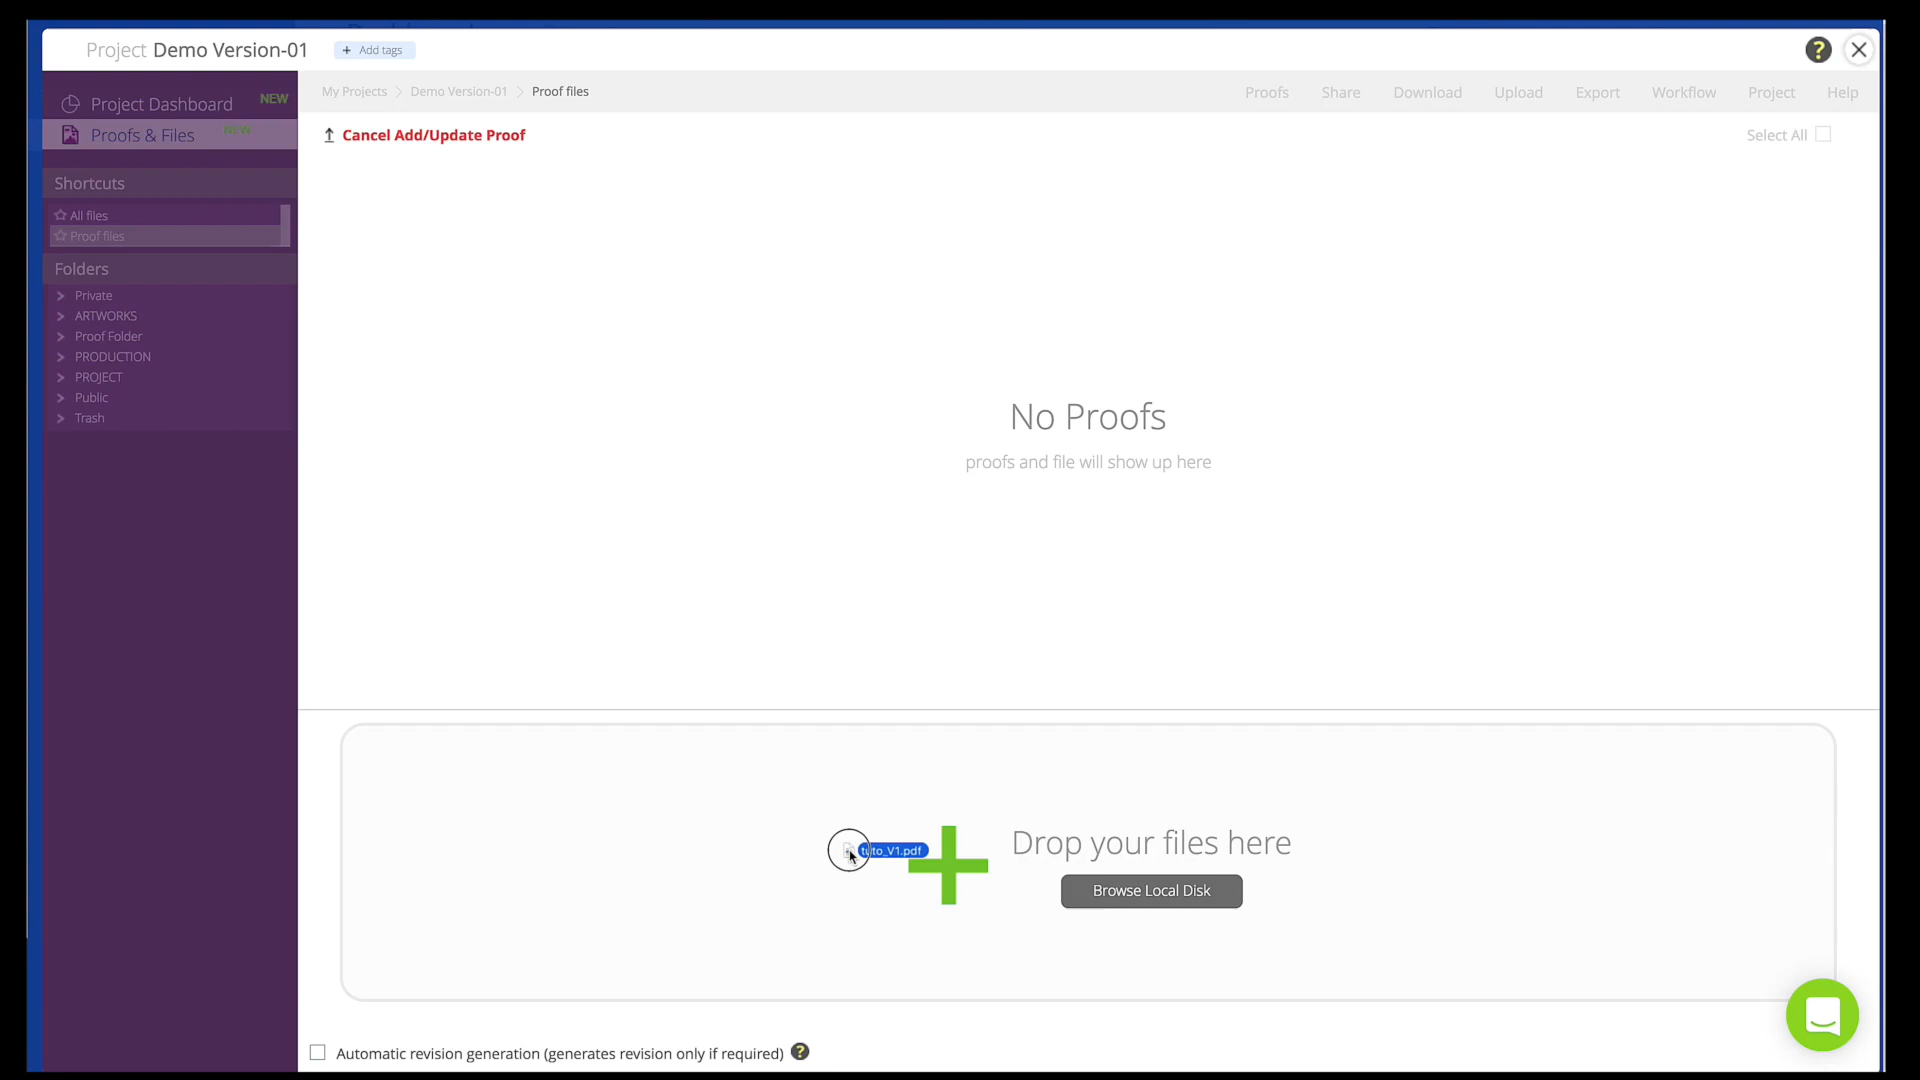 Project Demo Version-01
+ Add tags
?
Project Dashboard NEW
Proofs & Files NEW
Shortcuts
All files
Proof files
Folders
Private
ARTWORKS
Proof Folder
PRODUCTION
PROJECT
Public
Trash
My Projects > Demo Version-01 > Proof files
Proofs Share Download Upload Export Workflow Project Help
Cancel Add/Update Proof
Select All
No Proofs
proofs and file will show up here
tuto_V1.pdf
Drop your files here
Browse Local Disk
Automatic revision generation (generates revision only if required) ?